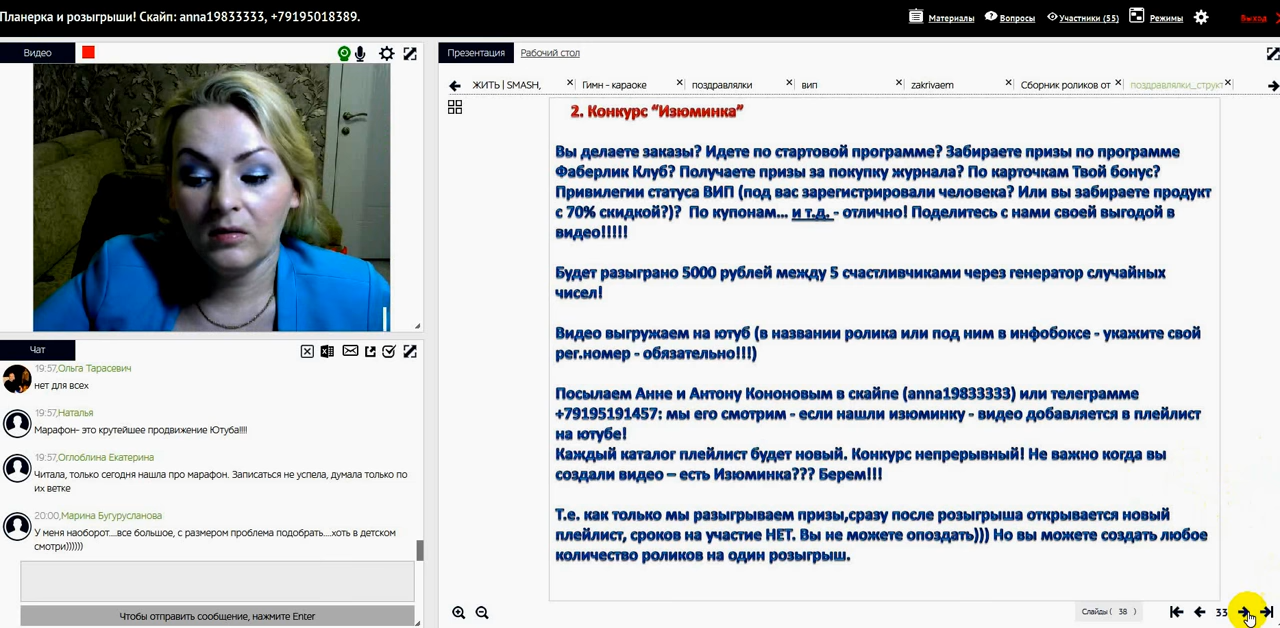 Планерка и розыгрыши! Скайп: anna19833333, +79195018389.
Материалы
Вопросы
Участники (55)
Режимы
Выход
Видео
Презентация
Рабочий стол
ЖИТЬ | SMASH,
Гимн - караоке
поздравлялки
вип
zakrivaem
Сборник роликов от
поздравлялки_структ
2. Конкурс "Изюминка"
Вы делаете заказы? Идете по стартовой программе? Забираете призы по программе
Фаберлик Клуб? Получаете призы за покупку журнала? По карточкам Твой бонус?
Привилегии статуса ВИП (под вас зарегистрировали человека? Или вы забираете продукт
с 70% скидкой?)? По купонам... и т.д. - отлично! Поделитесь с нами своей выгодой в
видео!!!!!
Будет разыграно 5000 рублей между 5 счастливчиками через генератор случайных
чисел!
Видео выгружаем на ютуб (в названии ролика или под ним в инфобоксе - укажите свой
рег.номер - обязательно!!!)
Посылаем Анне и Антону Кононовым в скайпе (anna19833333) или телеграмме
+79195191457: мы его смотрим - если нашли изюминку - видео добавляется в плейлист
на ютубе!
Каждый каталог плейлист будет новый. Конкурс непрерывный! Не важно когда вы
создали видео – есть Изюминка??? Берем!!!
Т.е. как только мы разыгрываем призы,сразу после розыгрыша открывается новый
плейлист, сроков на участие НЕТ. Вы не можете опоздать))) Но вы можете создать любое
количество роликов на один розыгрыш.
Слайды ( 38 )
33
Чат
19:57,Ольга Тарасевич
нет для всех
19:57,Наталья
Марафон- это крутейшее продвижение Ютуба!!!!
19:57,Оглоблина Екатерина
Читала, только сегодня нашла про марафон. Записаться не успела, думала только по
их ветке
20:00,Марина Бугурусланова
У меня наоборот....все большое, с размером проблема подобрать....хоть в детском
смотри))))))
Чтобы отправить сообщение, нажмите Enter